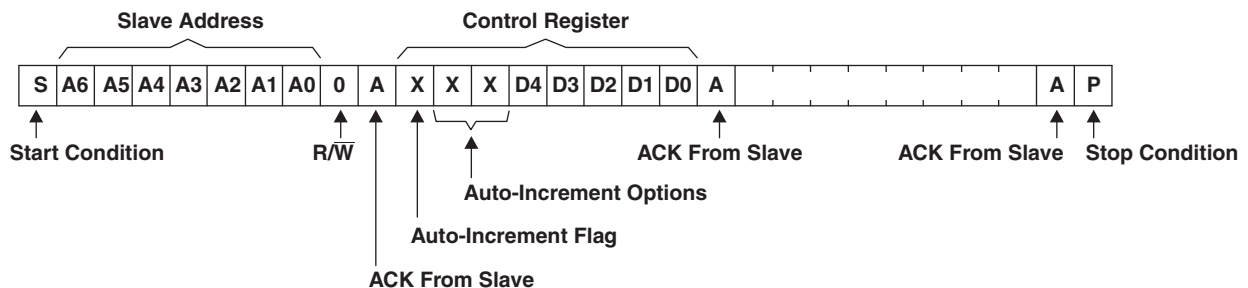 Slave Address Control Register
S A6 A5 A4 A3 A2 A1 A0 0 A X X X D4 D3 D2 D1 D0 A A P
Start Condition R/W̅ ACK From Slave ACK From Slave Stop Condition
Auto-Increment Options
Auto-Increment Flag
ACK From Slave